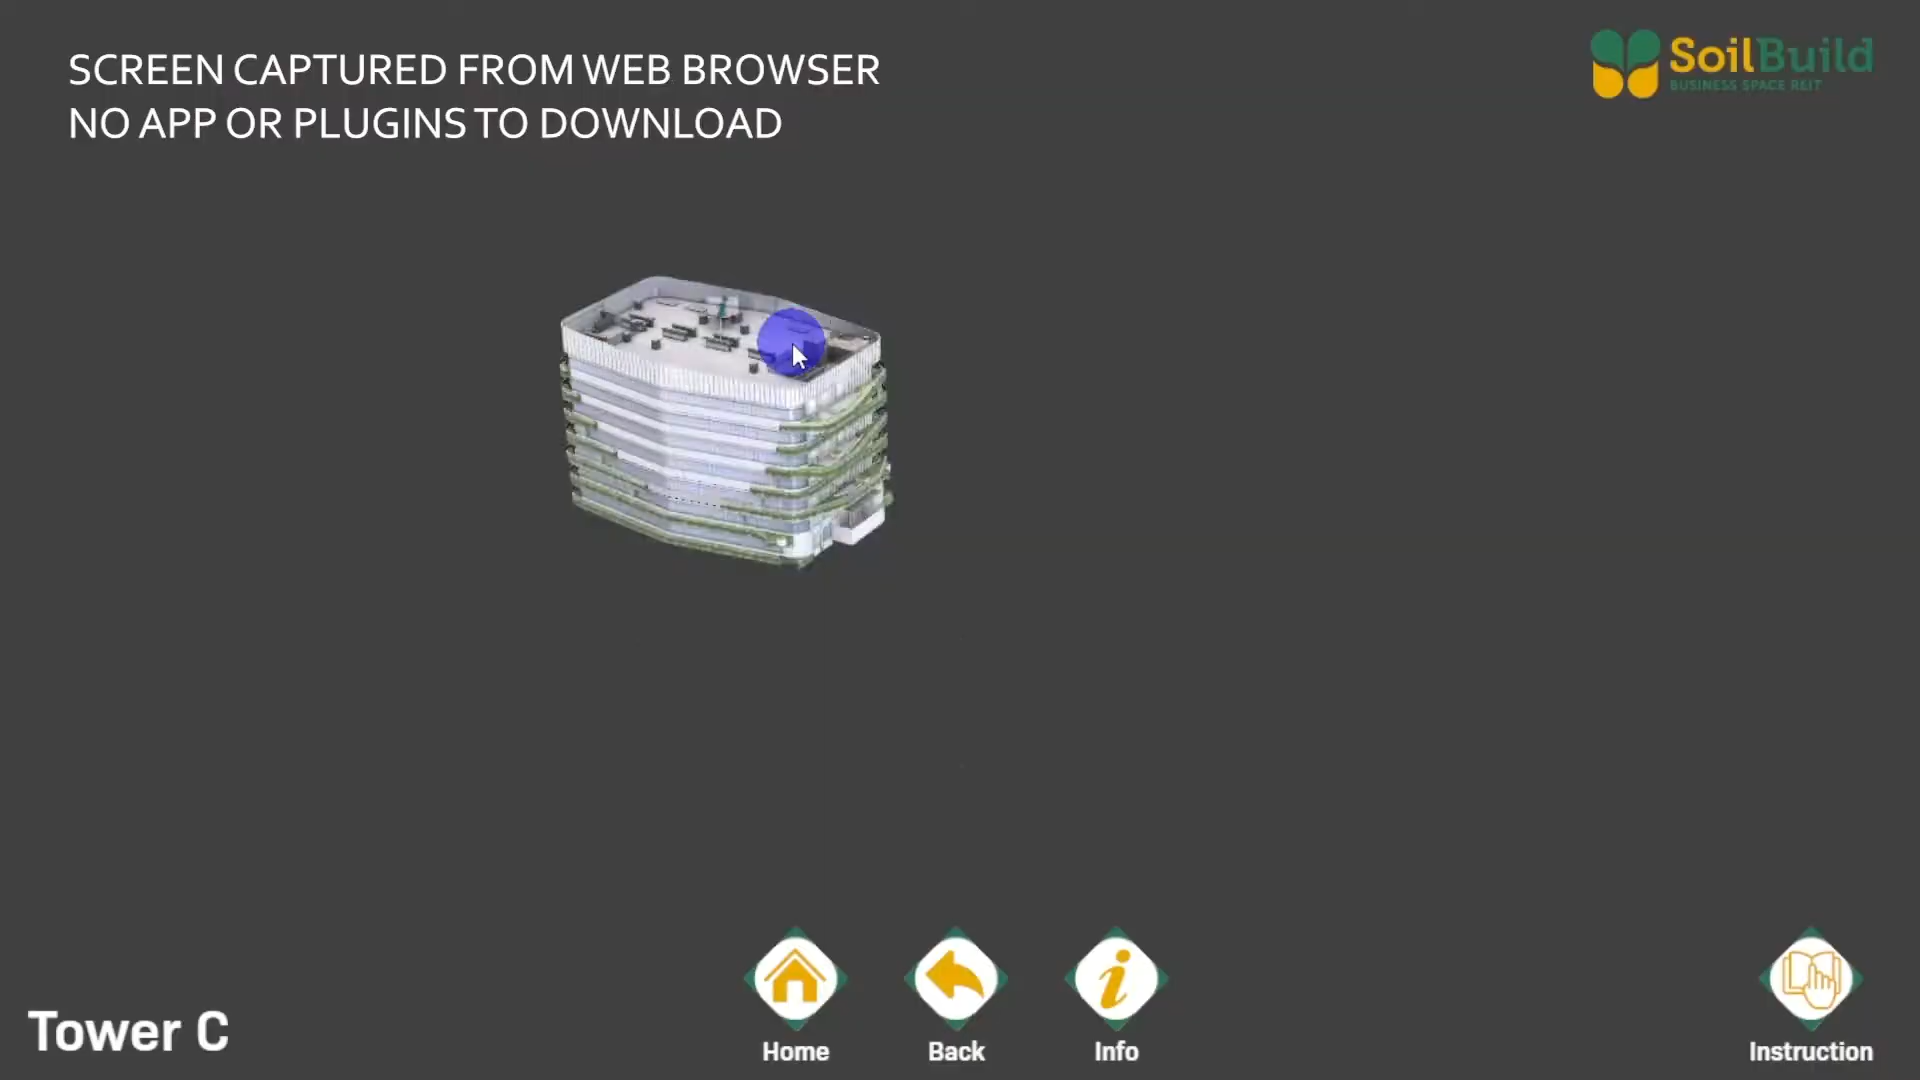 SCREEN CAPTURED FROM WEB BROWSER
NO APP OR PLUGINS TO DOWNLOAD
SoilBuild
BUSINESS SPACE REIT
Tower C
Home
Back
Info
Instruction